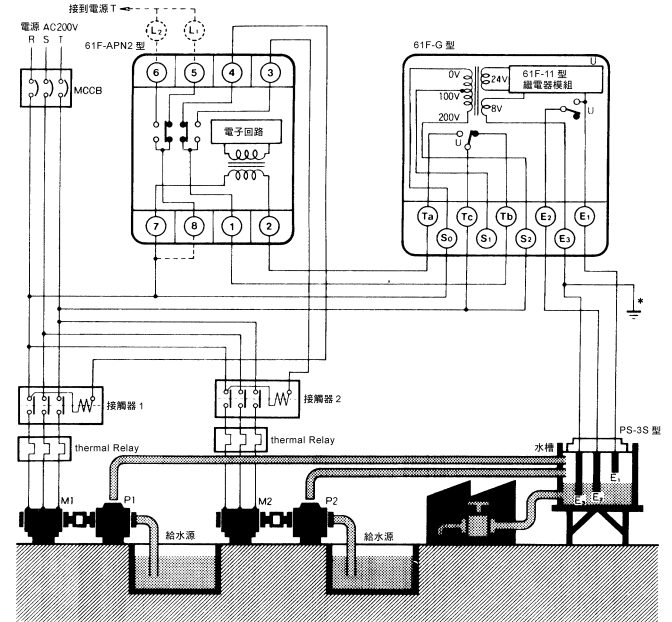 接到電源T
電源 AC200V
R S T
61F-APN2 型
L2
L1
61F-G 型
MCCB
6
5
4
3
電子回路
7
8
1
2
0V
100V
200V
24V
8V
U
61F-11 型
繼電器模組
U
U
Ta
Tc
Tb
E2
E1
S0
S1
S2
E3
*
接觸器 1
接觸器 2
thermal Relay
thermal Relay
水槽
PS-3S 型
M1
P1
M2
P2
給水源
給水源
E1
E2
E3